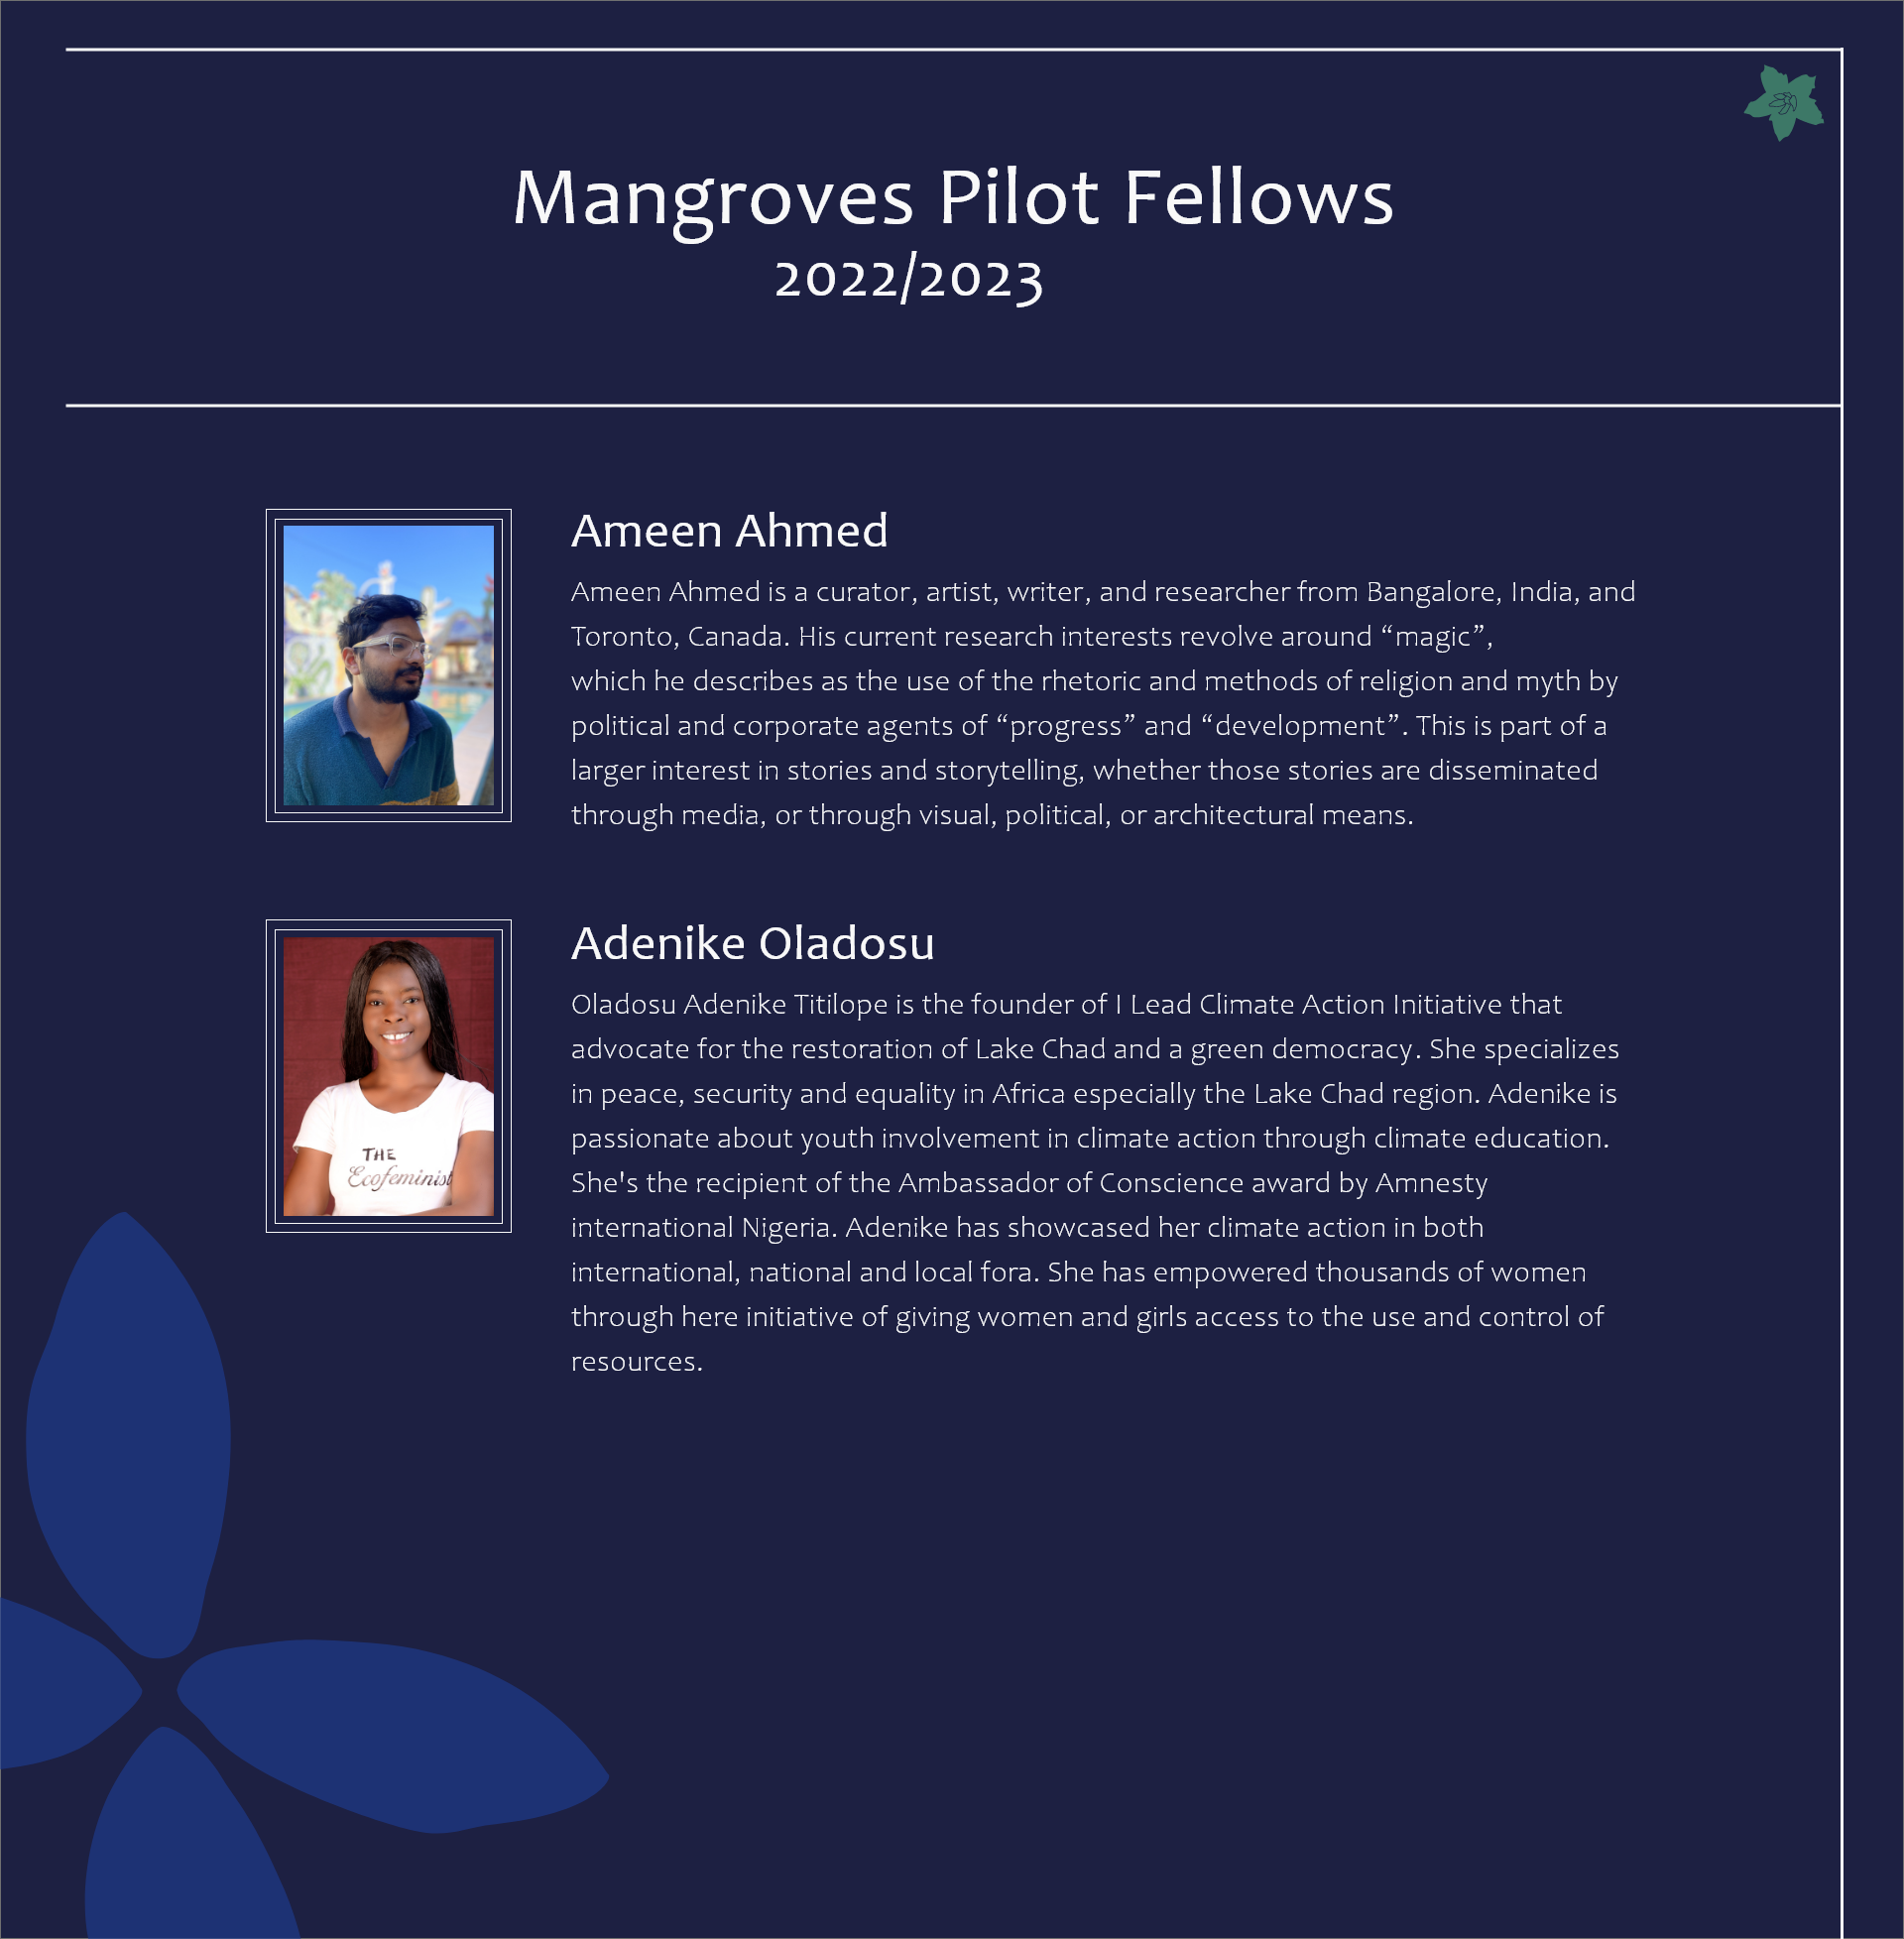 Mangroves Pilot Fellows
2022/2023
Ameen Ahmed
Ameen Ahmed is a curator, artist, writer, and researcher from Bangalore, India, and
Toronto, Canada. His current research interests revolve around “magic”,
which he describes as the use of the rhetoric and methods of religion and myth by
political and corporate agents of “progress” and “development”. This is part of a
larger interest in stories and storytelling, whether those stories are disseminated
through media, or through visual, political, or architectural means.
Adenike Oladosu
Oladosu Adenike Titilope is the founder of I Lead Climate Action Initiative that
advocate for the restoration of Lake Chad and a green democracy. She specializes
in peace, security and equality in Africa especially the Lake Chad region. Adenike is
passionate about youth involvement in climate action through climate education.
She's the recipient of the Ambassador of Conscience award by Amnesty
international Nigeria. Adenike has showcased her climate action in both
international, national and local fora. She has empowered thousands of women
through here initiative of giving women and girls access to the use and control of
resources.
THE
Ecofeminist